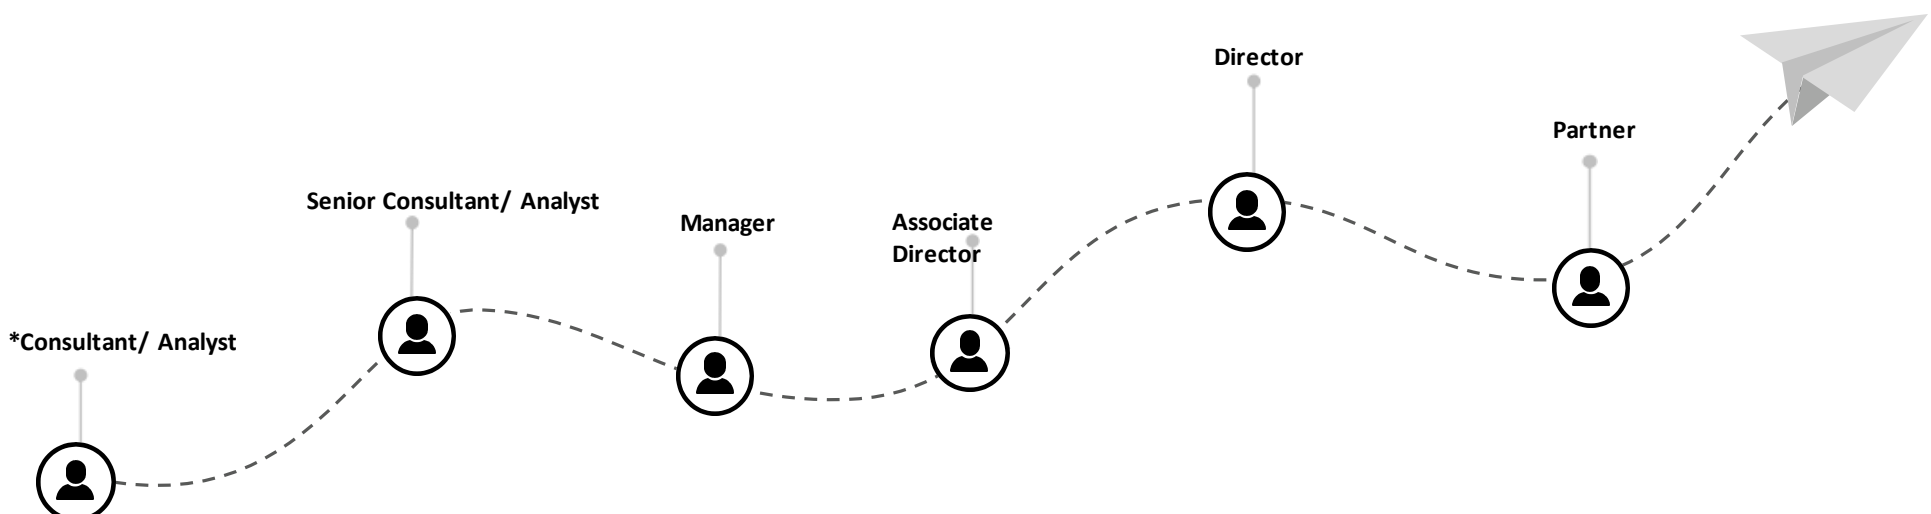 *Consultant/ Analyst
Senior Consultant/ Analyst
Manager
Associate
Director
Director
Partner